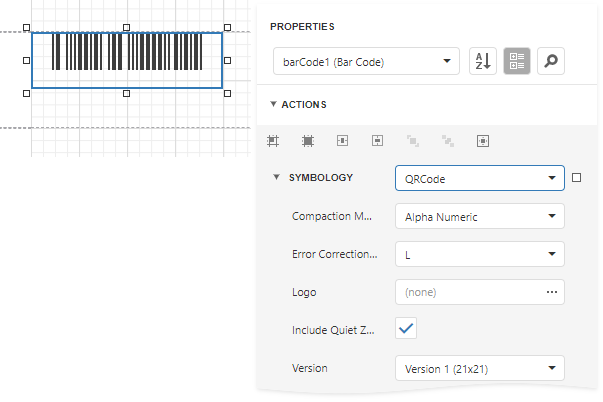 PROPERTIES
barCode1 (Bar Code)
A
Z
ACTIONS
SYMBOLOGY QRCode
Compaction M... Alpha Numeric
Error Correction... L
Logo (none) ...
Include Quiet Z...
Version Version 1 (21x21)